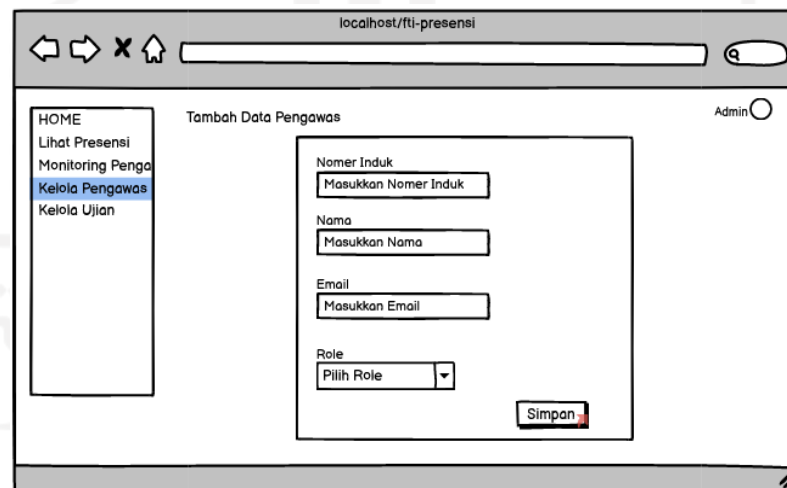 localhost/fti-presensi
HOME
Lihat Presensi
Monitoring Penga
Kelola Pengawas
Kelola Ujian
Tambah Data Pengawas
Admin
Nomer Induk
Masukkan Nomer Induk
Nama
Masukkan Nama
Email
Masukkan Email
Role
Pilih Role
Simpan